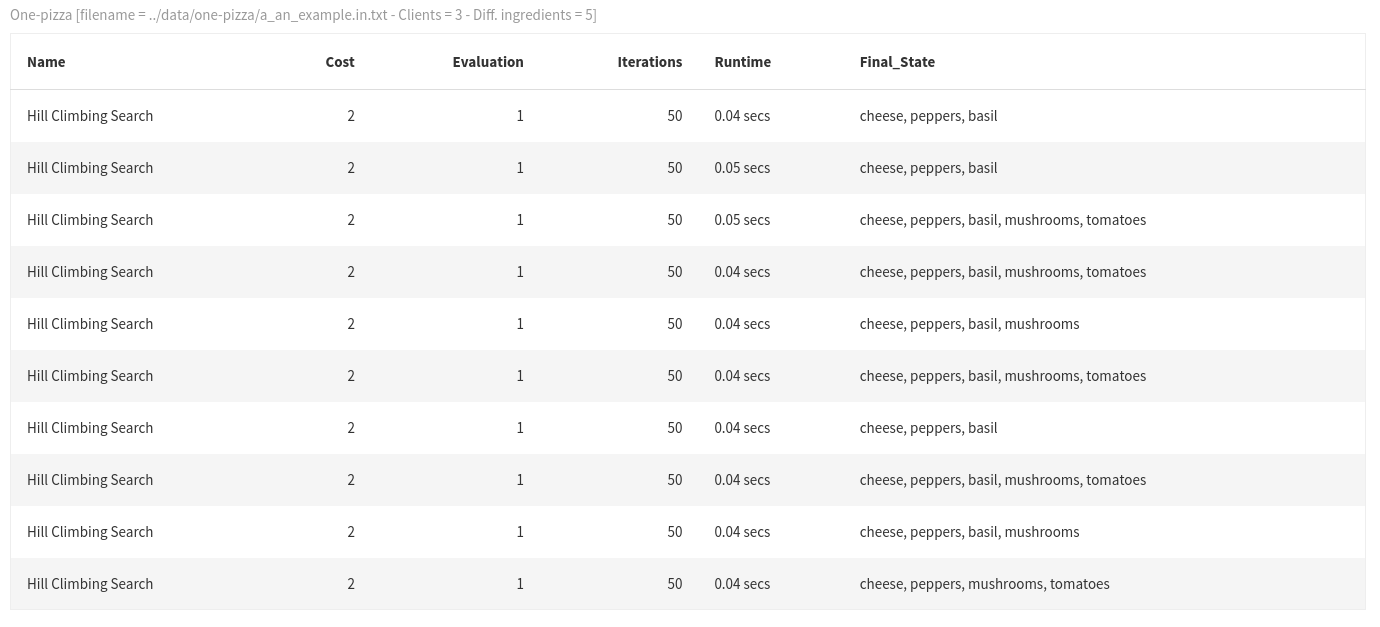 One-pizza [filename = ../data/one-pizza/a_an_example.in.txt - Clients = 3 - Diff. ingredients = 5]
Name Cost Evaluation Iterations Runtime Final_State
Hill Climbing Search 2 1 50 0.04 secs cheese, peppers, basil
Hill Climbing Search 2 1 50 0.05 secs cheese, peppers, basil
Hill Climbing Search 2 1 50 0.05 secs cheese, peppers, basil, mushrooms, tomatoes
Hill Climbing Search 2 1 50 0.04 secs cheese, peppers, basil, mushrooms, tomatoes
Hill Climbing Search 2 1 50 0.04 secs cheese, peppers, basil, mushrooms
Hill Climbing Search 2 1 50 0.04 secs cheese, peppers, basil, mushrooms, tomatoes
Hill Climbing Search 2 1 50 0.04 secs cheese, peppers, basil
Hill Climbing Search 2 1 50 0.04 secs cheese, peppers, basil, mushrooms, tomatoes
Hill Climbing Search 2 1 50 0.04 secs cheese, peppers, basil, mushrooms
Hill Climbing Search 2 1 50 0.04 secs cheese, peppers, mushrooms, tomatoes